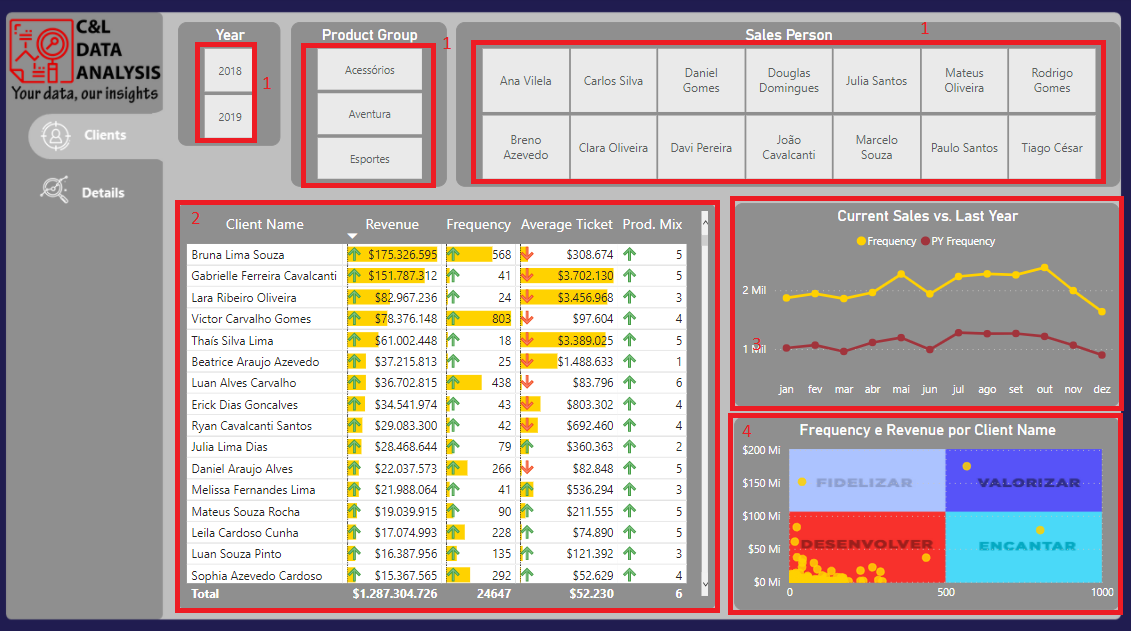 C&L
DATA
ANALYSIS
Your data, our insights
Clients
Details
Year
2018
2019
1
Product Group
Acessórios
Aventura
Esportes
1
Sales Person
1
Ana Vilela
Carlos Silva
Daniel
Gomes
Douglas
Domingues
Julia Santos
Mateus
Oliveira
Rodrigo
Gomes
Breno
Azevedo
Clara Oliveira
Davi Pereira
João
Cavalcanti
Marcelo
Souza
Paulo Santos
Tiago César
2
Client Name Revenue Frequency Average Ticket Prod. Mix
Bruna Lima Souza $175.326.595 568 $308.674 5
Gabrielle Ferreira Cavalcanti $151.787.312 41 $3.702.130 5
Lara Ribeiro Oliveira $82.967.236 24 $3.456.968 3
Victor Carvalho Gomes $78.376.148 803 $97.604 4
Thaís Silva Lima $61.002.448 18 $3.389.025 5
Beatrice Araujo Azevedo $37.215.813 25 $1.488.633 1
Luan Alves Carvalho $36.702.815 438 $83.796 6
Erick Dias Goncalves $34.541.974 43 $803.302 4
Ryan Cavalcanti Santos $29.083.300 42 $692.460 4
Julia Lima Dias $28.468.644 79 $360.363 2
Daniel Araujo Alves $22.037.573 266 $82.848 5
Melissa Fernandes Lima $21.988.064 41 $536.294 3
Mateus Souza Rocha $19.039.915 90 $211.555 5
Leila Cardoso Cunha $17.074.993 228 $74.890 5
Luan Souza Pinto $16.387.956 135 $121.392 3
Sophia Azevedo Cardoso $15.367.565 292 $52.629 4
Total $1.287.304.726 24647 $52.230 6
Current Sales vs. Last Year
Frequency PY Frequency
2 Mil
1 Mil
3
jan fev mar abr mai jun jul ago set out nov dez
4
Frequency e Revenue por Client Name
$200 Mi
$150 Mi
$100 Mi
$50 Mi
$0 Mi
FIDELIZAR
VALORIZAR
DESENVOLVER
ENCANTAR
0 500 1000